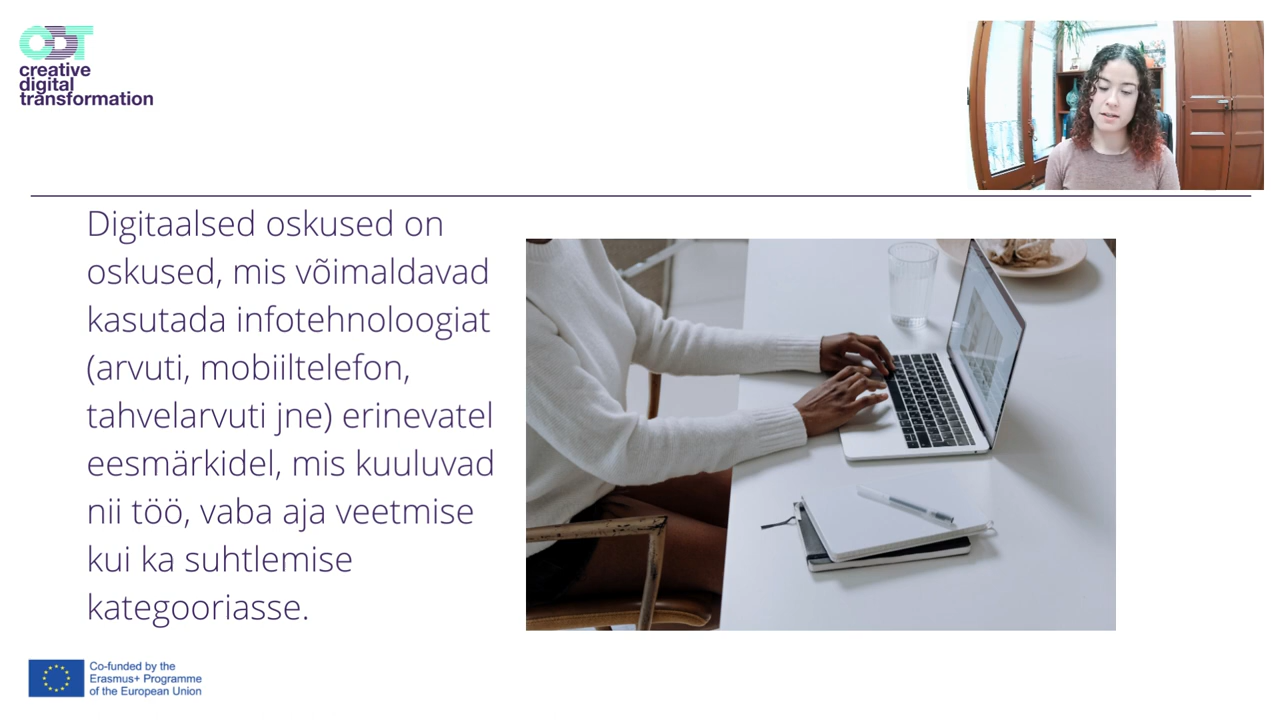 CDT
creative
digital
transformation
Digitaalsed oskused on
oskused, mis võimaldavad
kasutada infotehnoloogiat
(arvuti, mobiiltelefon,
tahvelarvuti jne) erinevatel
eesmärkidel, mis kuuluvad
nii töö, vaba aja veetmise
kui ka suhtlemise
kategooriasse.
Co-funded by the
Erasmus+ Programme
of the European Union